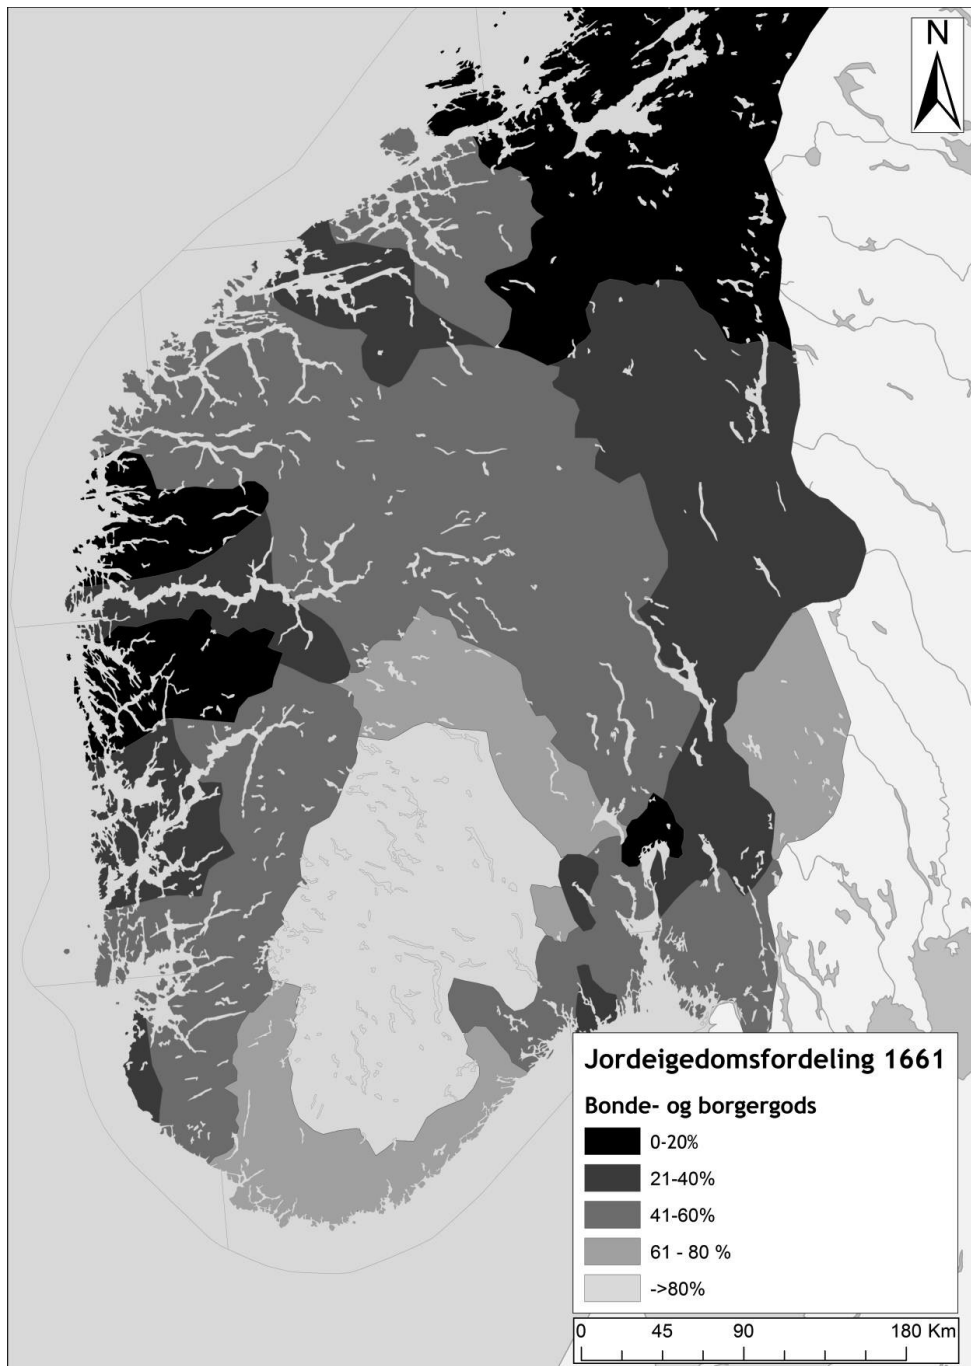 N
Jordeigedomsfordeling 1661
Bonde- og borgergods
0-20%
21-40%
41-60%
61 - 80 %
->80%
0 45 90 180 Km